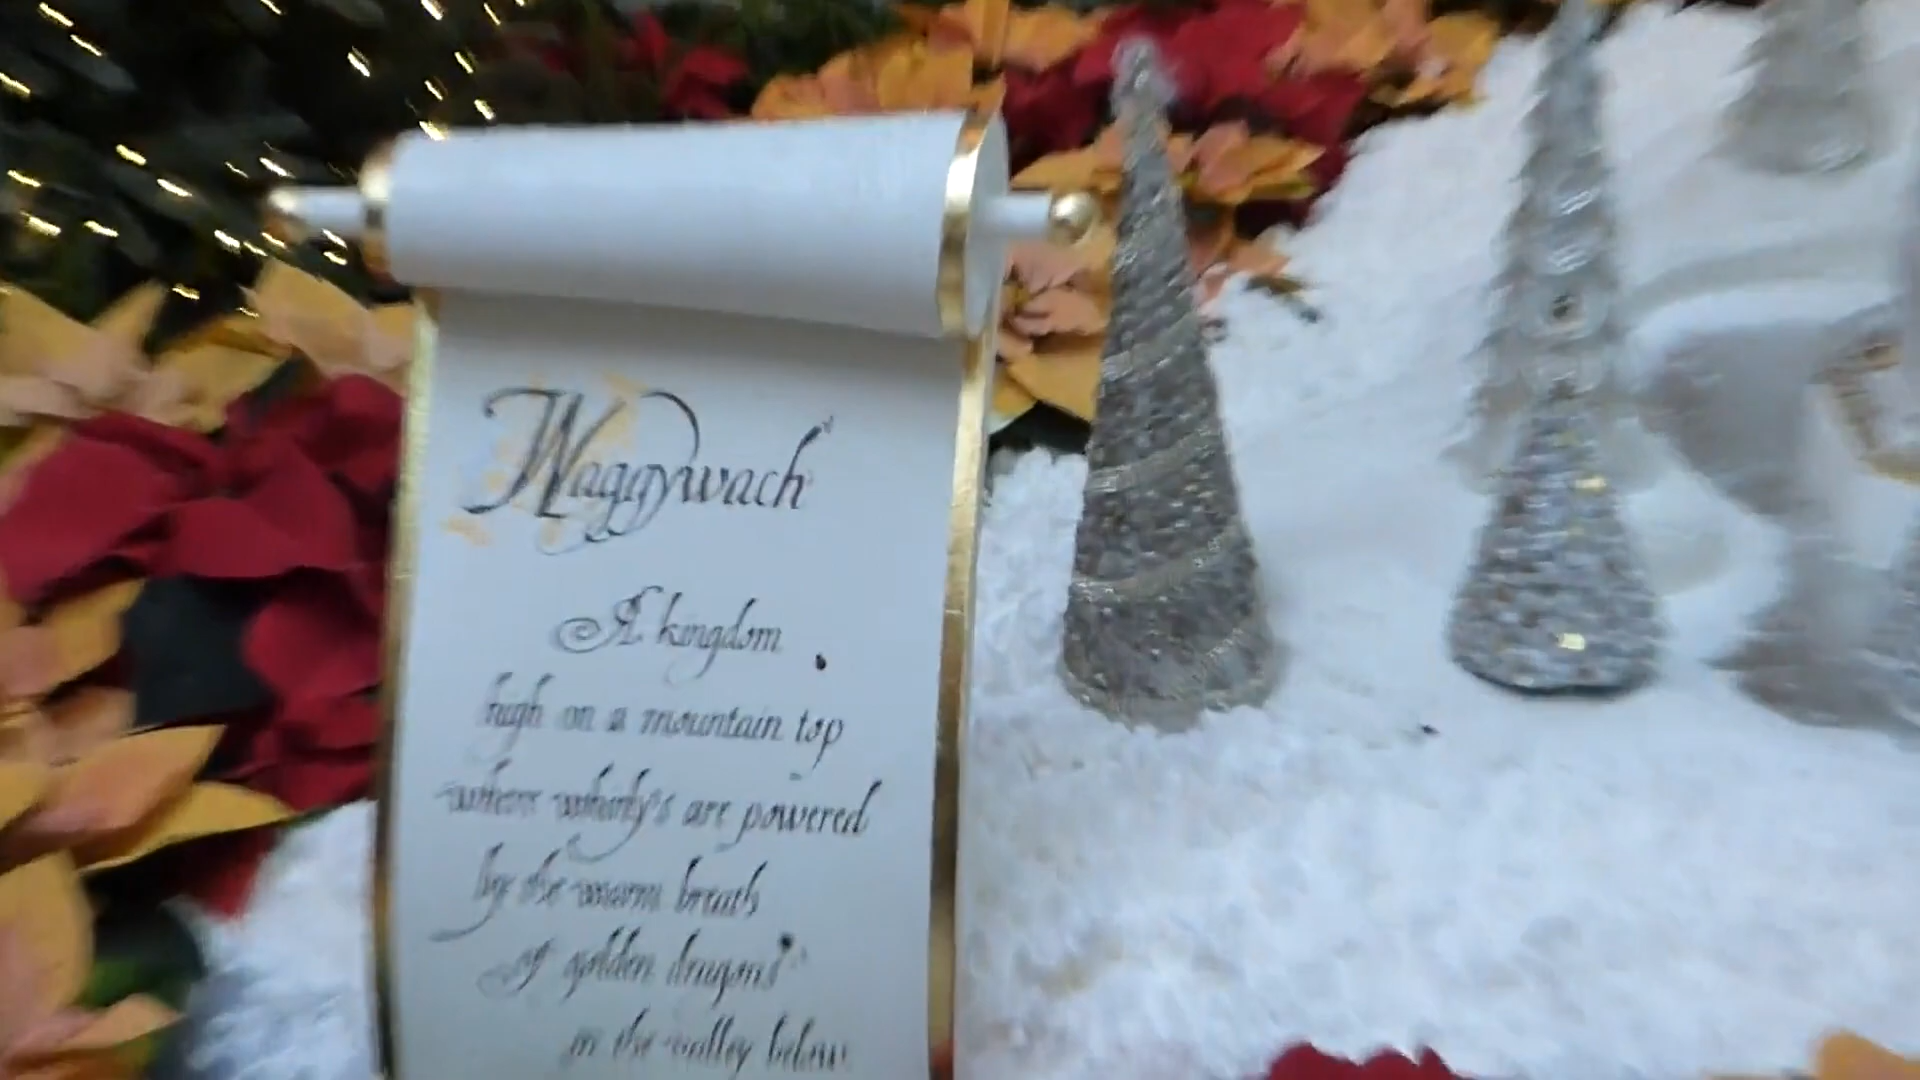 Waggywach
A kingdom
high on a mountain top
where whirly's are powered
by the warm breath
of golden dragons
in the valley below